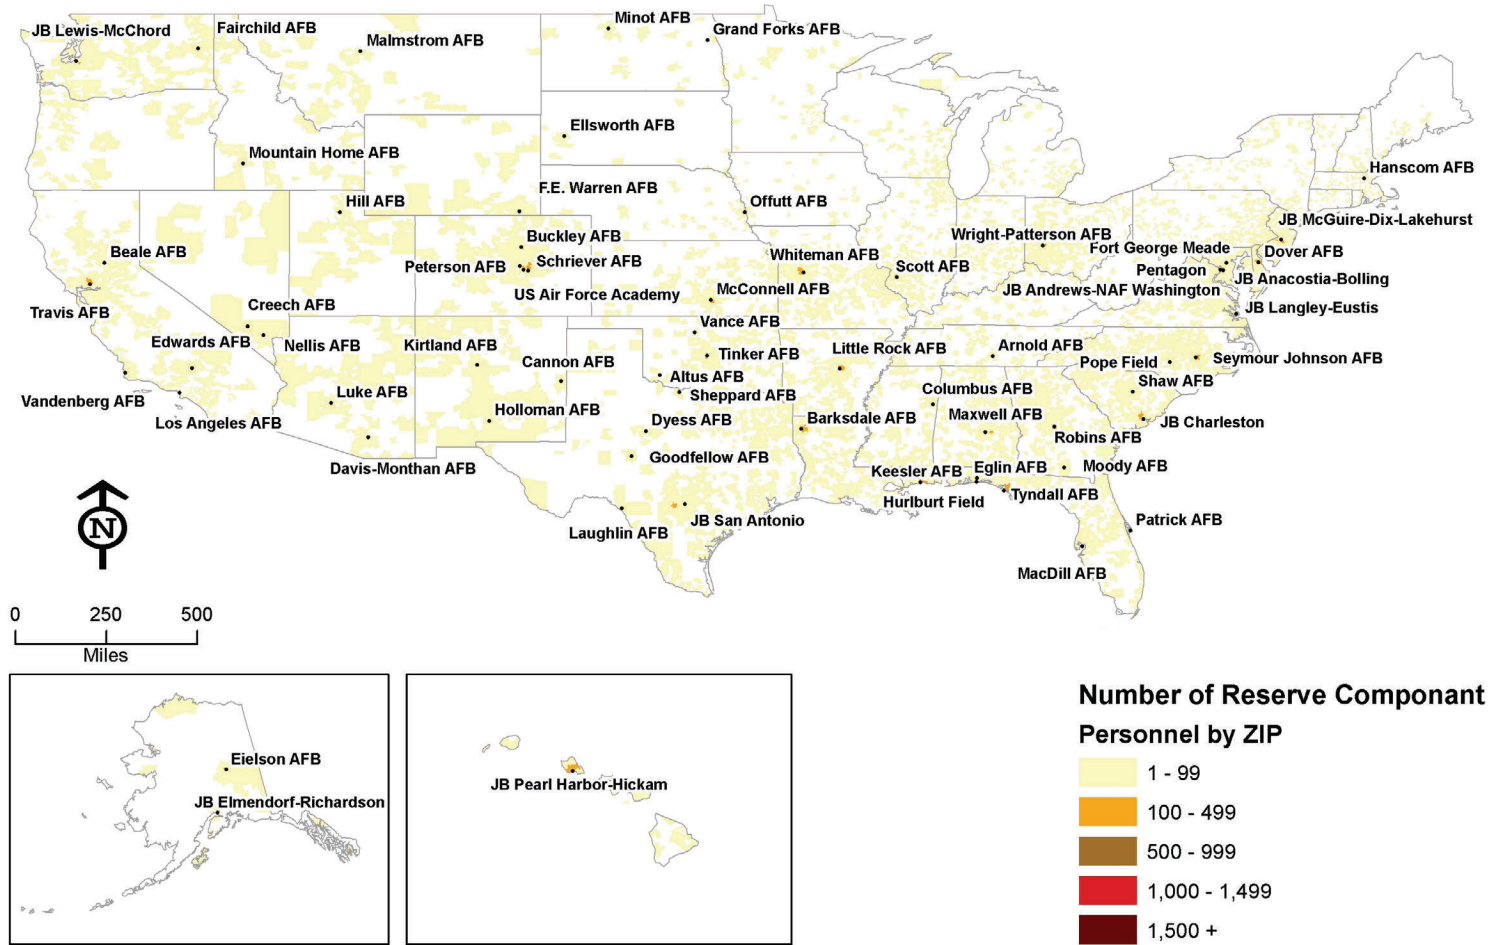 Minot AFB
Fairchild AFB
JB Lewis-McChord
Grand Forks AFB
Malmstrom AFB
Ellsworth AFB
Mountain Home AFB
Hanscom AFB
F.E. Warren AFB
Hill AFB
Offutt AFB
JB McGuire-Dix-Lakehurst
Wright-Patterson AFB
Buckley AFB
Fort George Meade
Beale AFB
Whiteman AFB
Dover AFB
Schriever AFB
Peterson AFB
Scott AFB
Pentagon
JB Anacostia-Bolling
McConnell AFB
JB Andrews-NAF Washington
US Air Force Academy
Creech AFB
JB Langley-Eustis
Travis AFB
Vance AFB
Edwards AFB
Nellis AFB
Kirtland AFB
Little Rock AFB
Arnold AFB
Tinker AFB
Cannon AFB
Pope Field
Seymour Johnson AFB
Altus AFB
Shaw AFB
Luke AFB
Columbus AFB
Sheppard AFB
Vandenberg AFB
Holloman AFB
Maxwell AFB
Los Angeles AFB
Dyess AFB
Barksdale AFB
JB Charleston
Robins AFB
Goodfellow AFB
Davis-Monthan AFB
Keesler AFB
Eglin AFB
Moody AFB
Tyndall AFB
Hurlburt Field
N
JB San Antonio
Patrick AFB
Laughlin AFB
MacDill AFB
0 250 500
Miles
Eielson AFB
JB Elmendorf-Richardson
JB Pearl Harbor-Hickam
Number of Reserve Componant
Personnel by ZIP
1 - 99
100 - 499
500 - 999
1,000 - 1,499
1,500 +